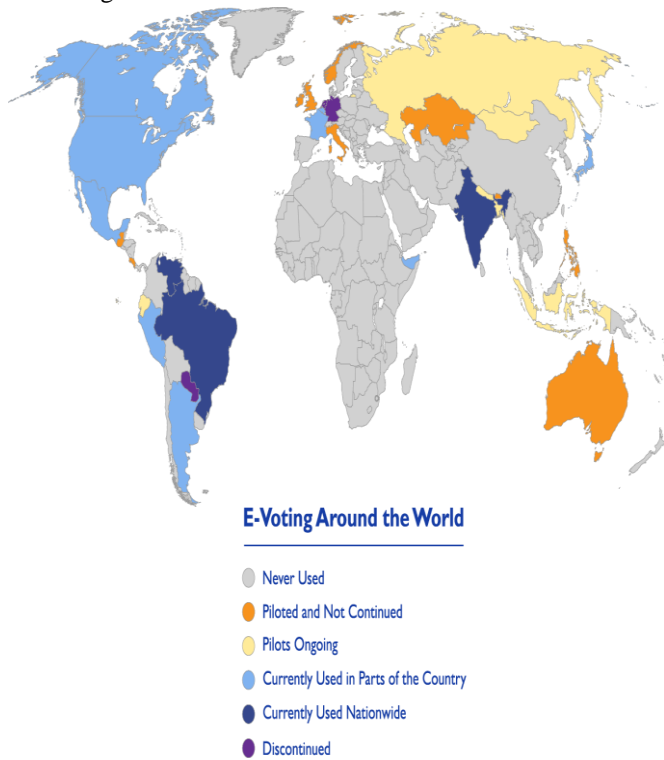 E-Voting Around the World
Never Used
Piloted and Not Continued
Pilots Ongoing
Currently Used in Parts of the Country
Currently Used Nationwide
Discontinued